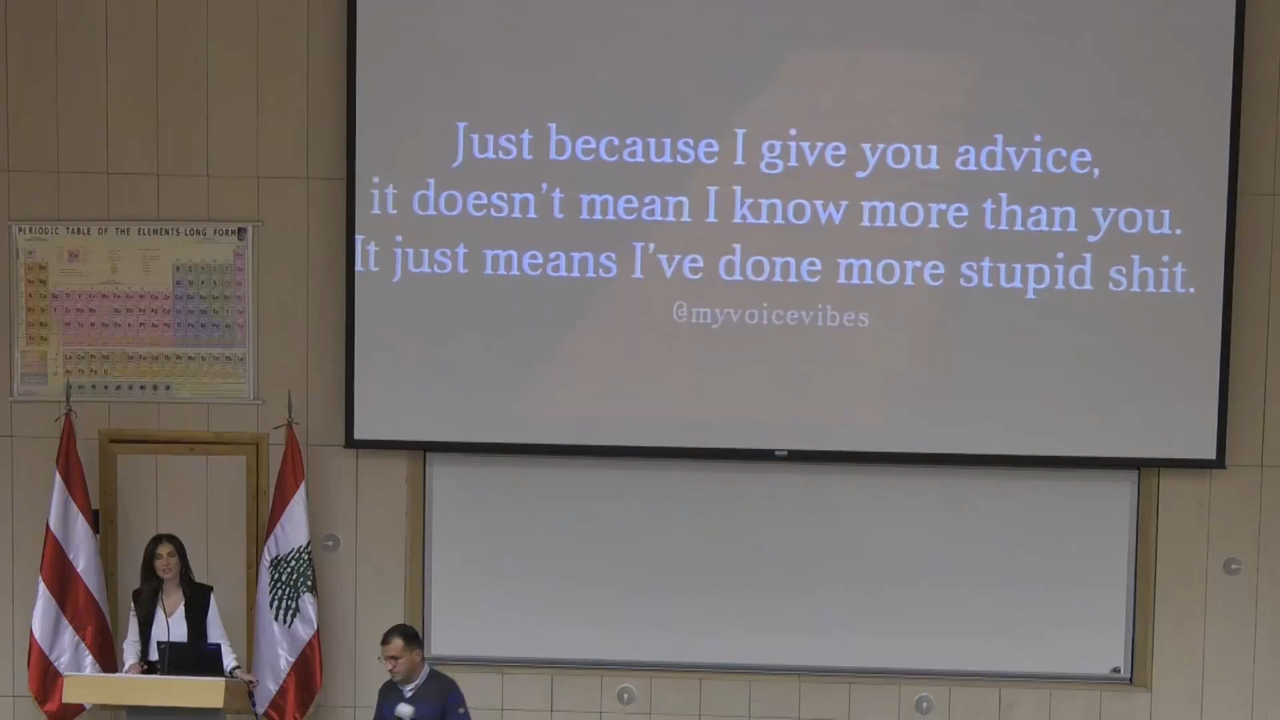 Just because I give you advice,
it doesn't mean I know more than you.
It just means I've done more stupid shit.
@myvoicevibes
PERIODIC TABLE OF THE ELEMENTS-LONG FORM